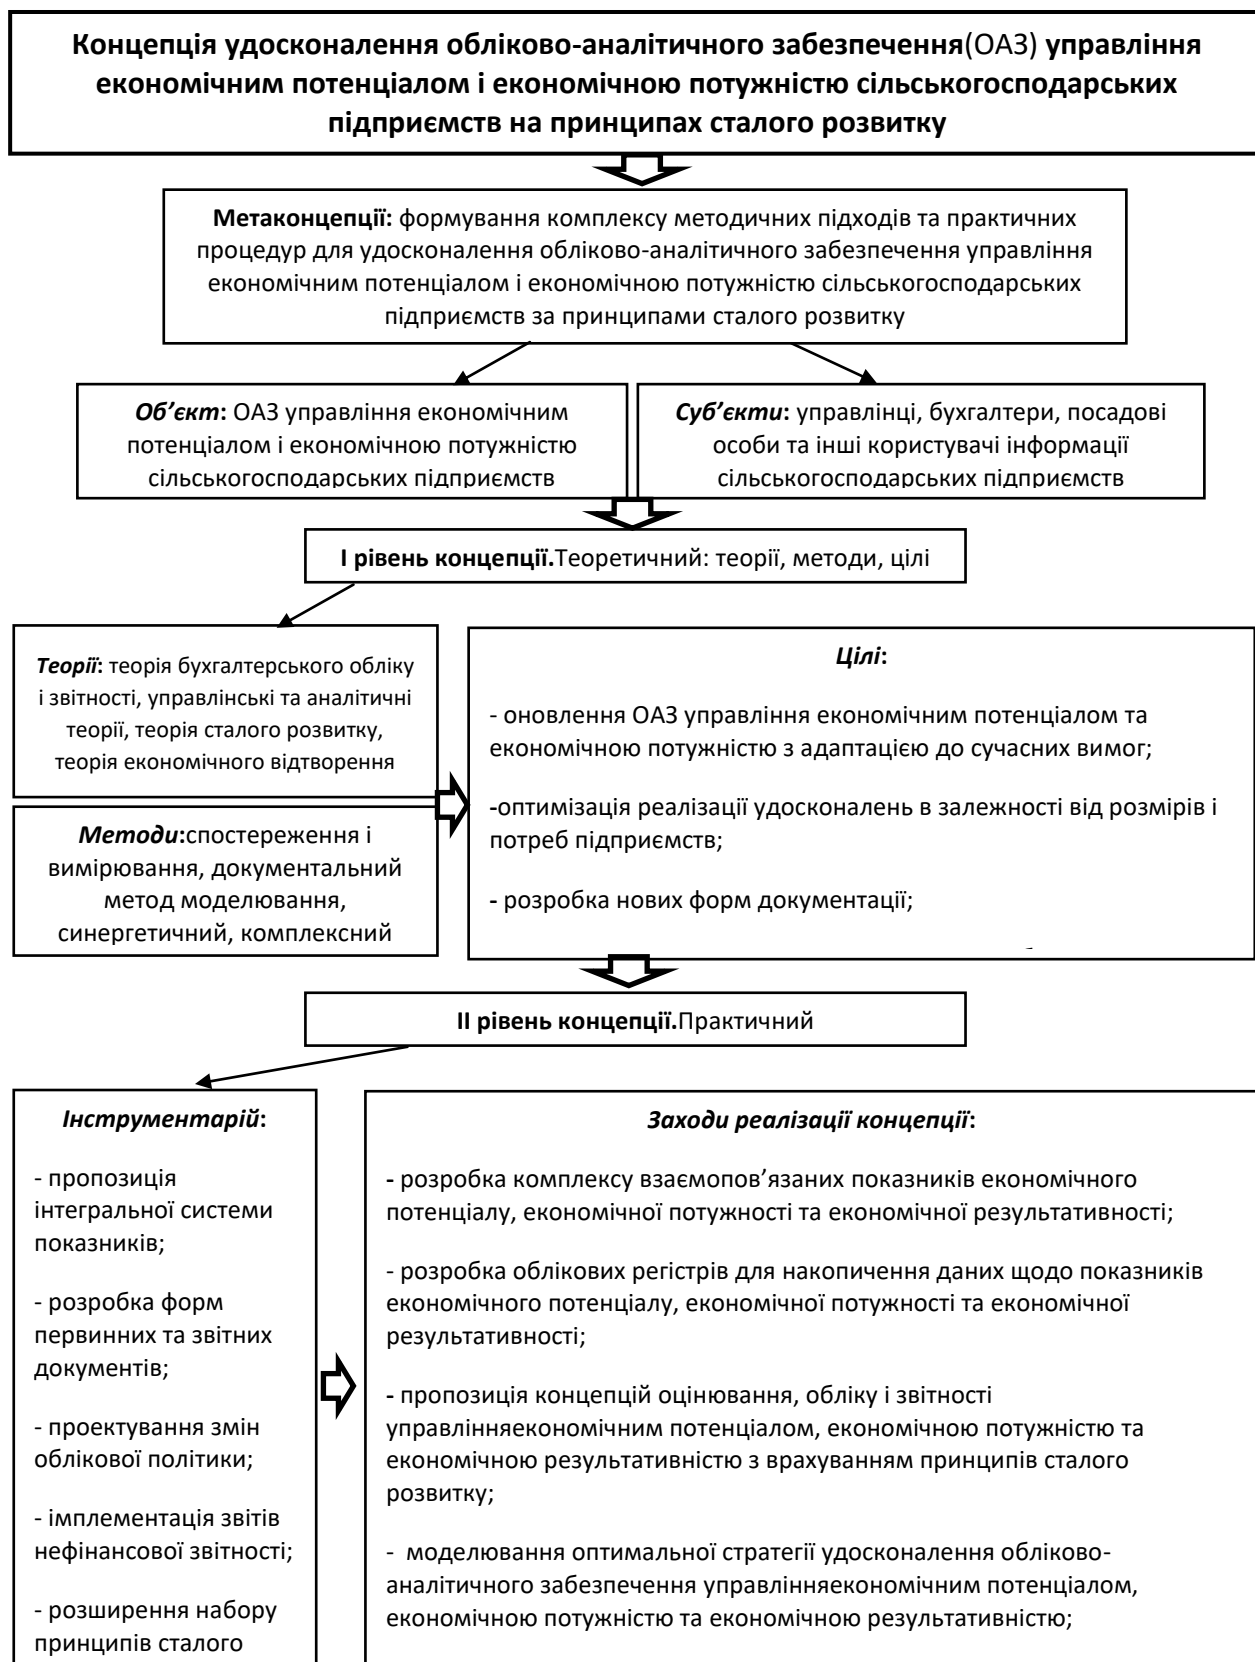 Концепція удосконалення обліково-аналітичного забезпечення(ОАЗ) управління
економічним потенціалом і економічною потужністю сільськогосподарських
підприємств на принципах сталого розвитку
Метаконцепції: формування комплексу методичних підходів та практичних
процедур для удосконалення обліково-аналітичного забезпечення управління
економічним потенціалом і економічною потужністю сільськогосподарських
підприємств за принципами сталого розвитку
Об’єкт: ОАЗ управління економічним
потенціалом і економічною потужністю
сільськогосподарських підприємств
Суб’єкти: управлінці, бухгалтери, посадові
особи та інші користувачі інформації
сільськогосподарських підприємств
І рівень концепції.Теоретичний: теорії, методи, цілі
Теорії: теорія бухгалтерського обліку
і звітності, управлінські та аналітичні
теорії, теорія сталого розвитку,
теорія економічного відтворення
Методи:спостереження і
вимірювання, документальний
метод моделювання,
синергетичний, комплексний
Цілі:
- оновлення ОАЗ управління економічним потенціалом та
економічною потужністю з адаптацією до сучасних вимог;
-оптимізація реалізації удосконалень в залежності від розмірів і
потреб підприємств;
- розробка нових форм документації;
ІІ рівень концепції.Практичний
Інструментарій:
- пропозиція
інтегральної системи
показників;
- розробка форм
первинних та звітних
документів;
- проектування змін
облікової політики;
- імплементація звітів
нефінансової звітності;
- розширення набору
принципів сталого
Заходи реалізації концепції:
- розробка комплексу взаємопов’язаних показників економічного
потенціалу, економічної потужності та економічної результативності;
- розробка облікових регістрів для накопичення даних щодо показників
економічного потенціалу, економічної потужності та економічної
результативності;
- пропозиція концепцій оцінювання, обліку і звітності
управлінняекономічним потенціалом, економічною потужністю та
економічною результативністю з врахуванням принципів сталого
розвитку;
- моделювання оптимальної стратегії удосконалення обліково-
аналітичного забезпечення управлінняекономічним потенціалом,
економічною потужністю та економічною результативністю;